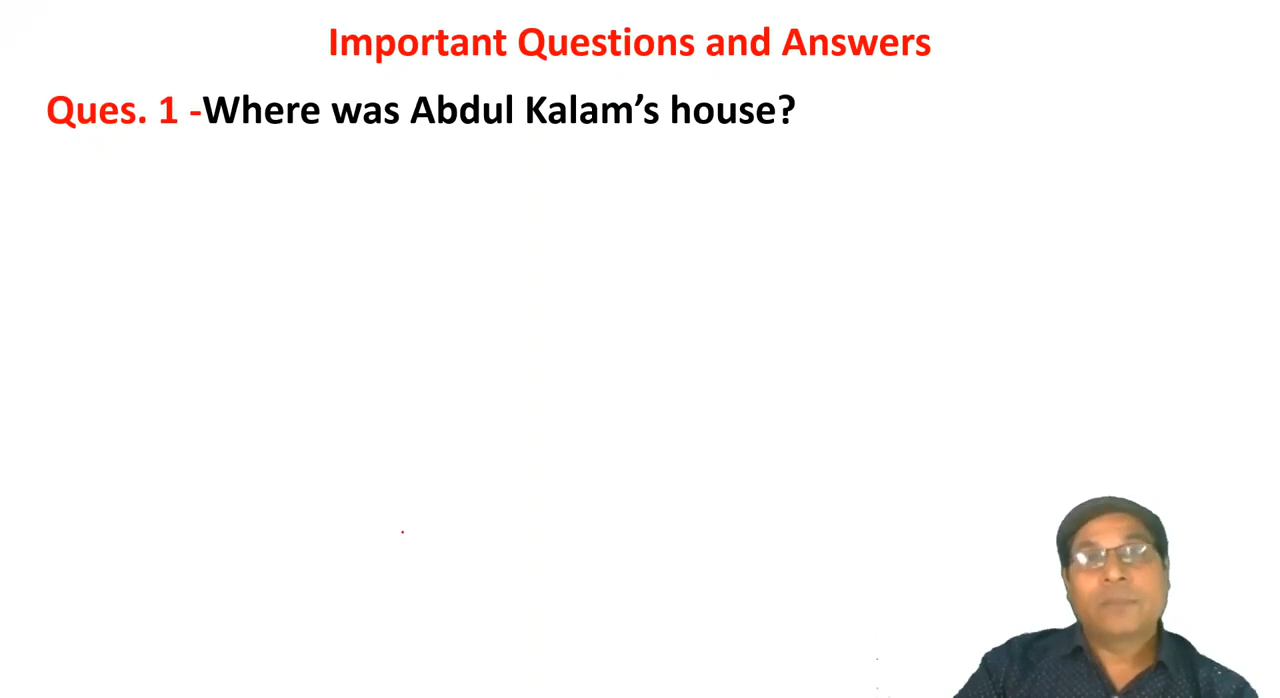 Important Questions and Answers
Ques. 1 -Where was Abdul Kalam’s house?